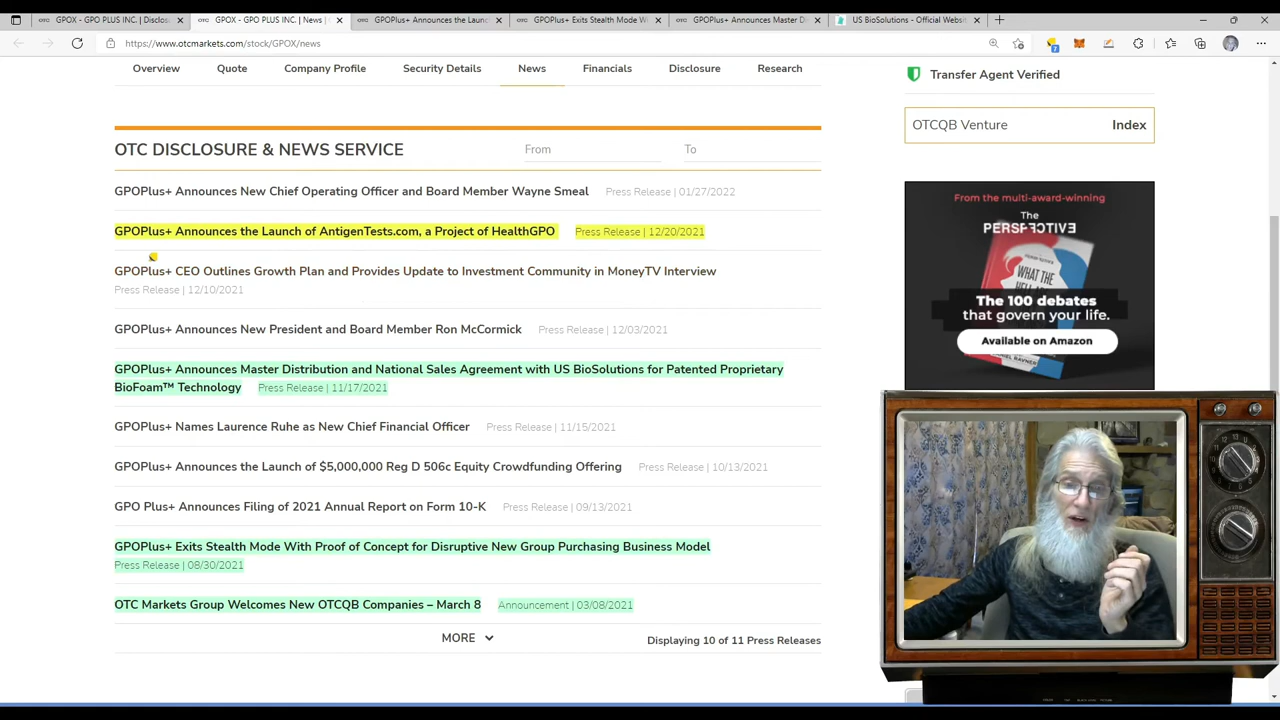 GPOX - GPO PLUS INC. | Disclos
GPOX - GPO PLUS INC. | News |
GPOPlus+ Announces the Launc
GPOPlus+ Exits Stealth Mode Wi
GPOPlus+ Announces Master Di
US BioSolutions - Official Websi
https://www.otcmarkets.com/stock/GPOX/news
7
Overview Quote Company Profile Security Details News Financials Disclosure Research
Transfer Agent Verified
OTCQB Venture Index
OTC DISCLOSURE & NEWS SERVICE From To
GPOPlus+ Announces New Chief Operating Officer and Board Member Wayne Smeal Press Release | 01/27/2022
GPOPlus+ Announces the Launch of AntigenTests.com, a Project of HealthGPO Press Release | 12/20/2021
GPOPlus+ CEO Outlines Growth Plan and Provides Update to Investment Community in MoneyTV Interview
Press Release | 12/10/2021
GPOPlus+ Announces New President and Board Member Ron McCormick Press Release | 12/03/2021
GPOPlus+ Announces Master Distribution and National Sales Agreement with US BioSolutions for Patented Proprietary
BioFoam™ Technology Press Release | 11/17/2021
GPOPlus+ Names Laurence Ruhe as New Chief Financial Officer Press Release | 11/15/2021
GPOPlus+ Announces the Launch of $5,000,000 Reg D 506c Equity Crowdfunding Offering Press Release | 10/13/2021
GPO Plus+ Announces Filing of 2021 Annual Report on Form 10-K Press Release | 09/13/2021
GPOPlus+ Exits Stealth Mode With Proof of Concept for Disruptive New Group Purchasing Business Model
Press Release | 08/30/2021
OTC Markets Group Welcomes New OTCQB Companies – March 8 Announcement | 03/08/2021
MORE Displaying 10 of 11 Press Releases
From the multi-award-winning
The
PERSPECTIVE
WHAT THE
The 100 debates
that govern your life.
Available on Amazon